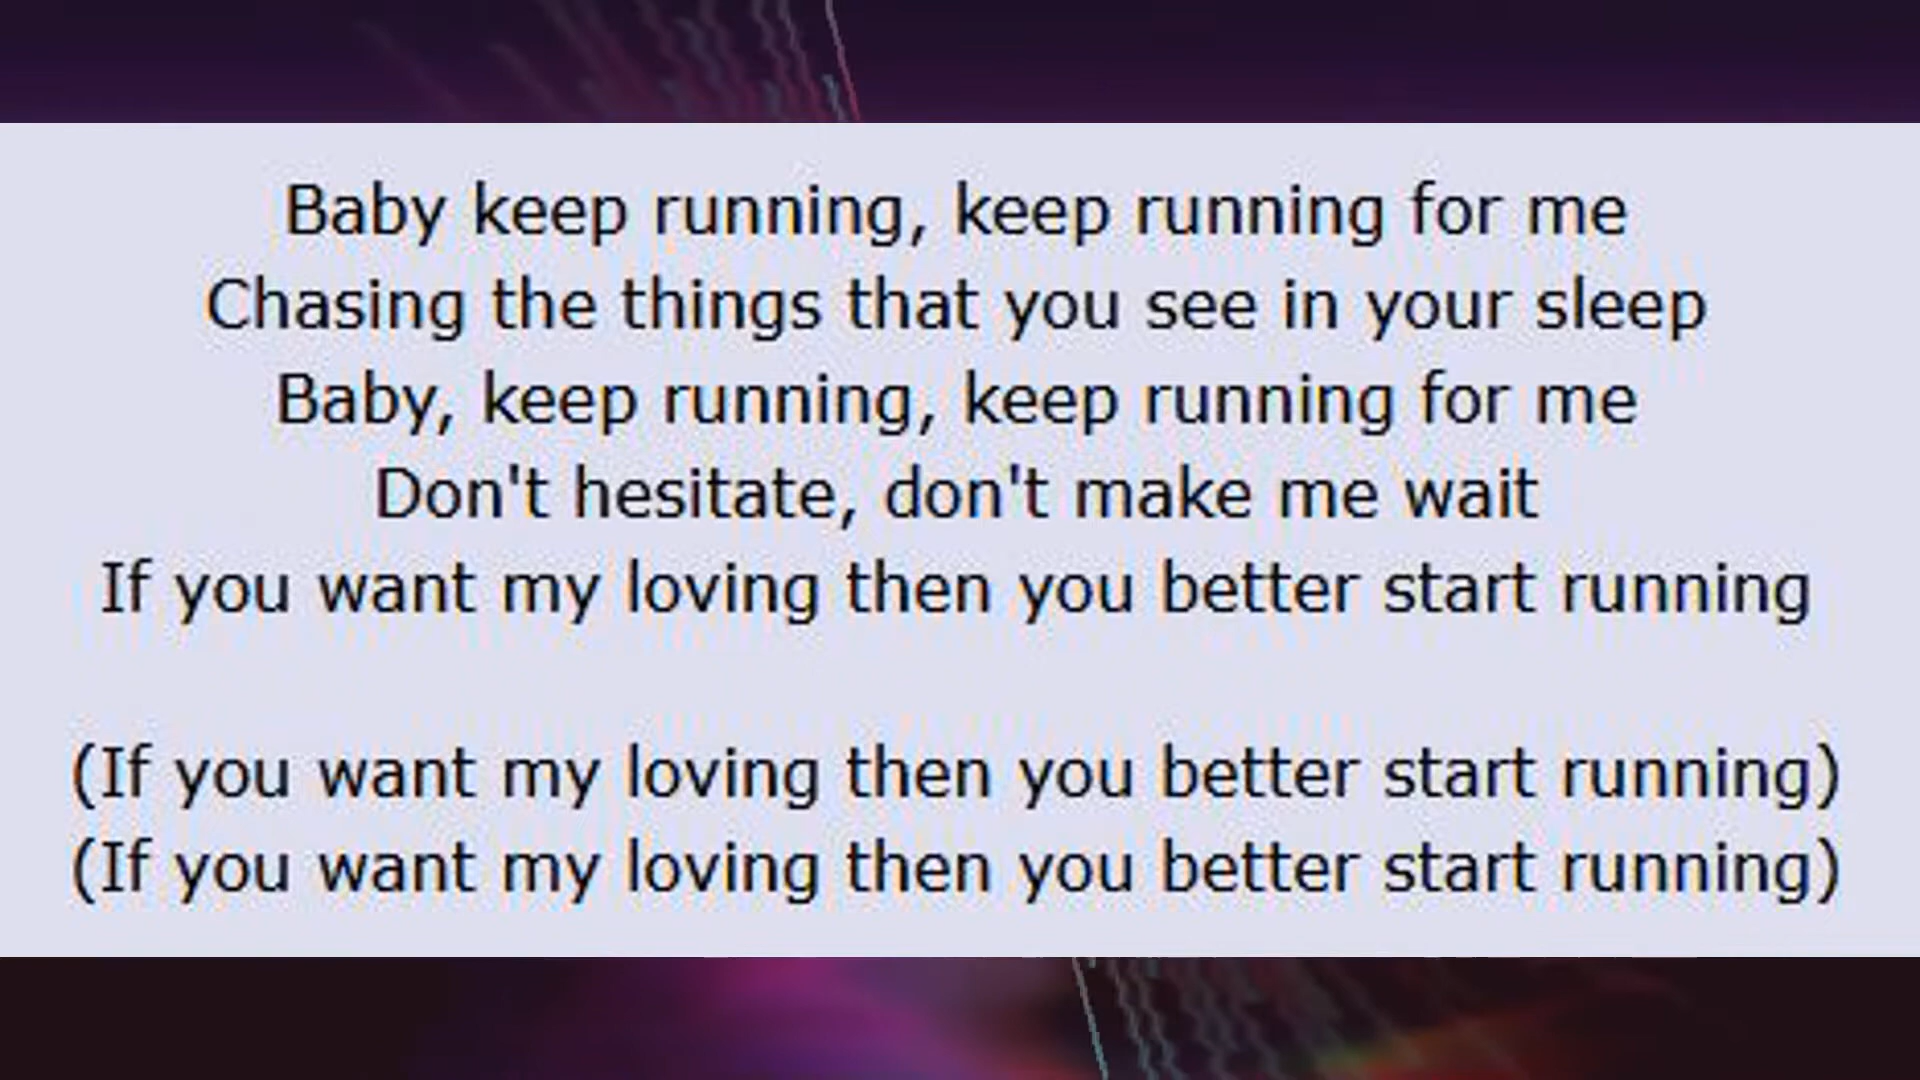 Baby keep running, keep running for me
Chasing the things that you see in your sleep
Baby, keep running, keep running for me
Don't hesitate, don't make me wait
If you want my loving then you better start running
(If you want my loving then you better start running)
(If you want my loving then you better start running)